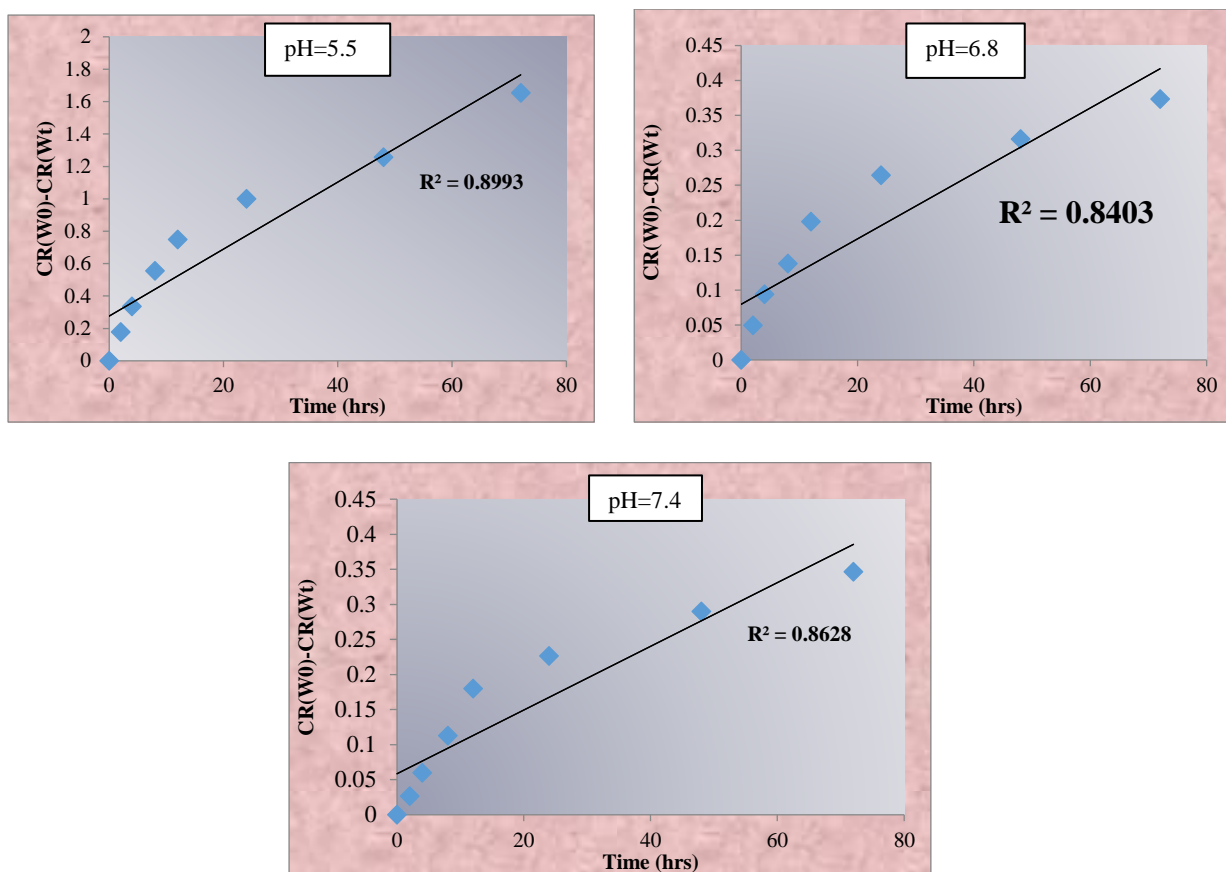 pH=5.5
CR(W0)-CR(Wt)
2
1.8
1.6
1.4
1.2
1
0.8
0.6
0.4
0.2
0
R² = 0.8993
0 20 40 60 80
Time (hrs)
pH=6.8
CR(W0)-CR(Wt)
0.45
0.4
0.35
0.3
0.25
0.2
0.15
0.1
0.05
0
R² = 0.8403
0 20 40 60 80
Time (hrs)
pH=7.4
CR(W0)-CR(Wt)
0.45
0.4
0.35
0.3
0.25
0.2
0.15
0.1
0.05
0
R² = 0.8628
0 20 40 60 80
Time (hrs)